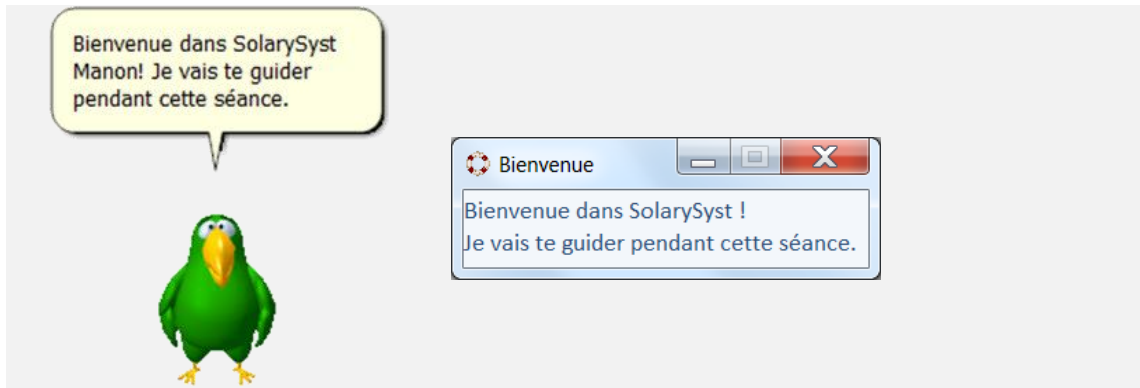 Bienvenue dans SolarySyst
Manon! Je vais te guider
pendant cette séance.
Bienvenue
Bienvenue dans SolarySyst !
Je vais te guider pendant cette séance.